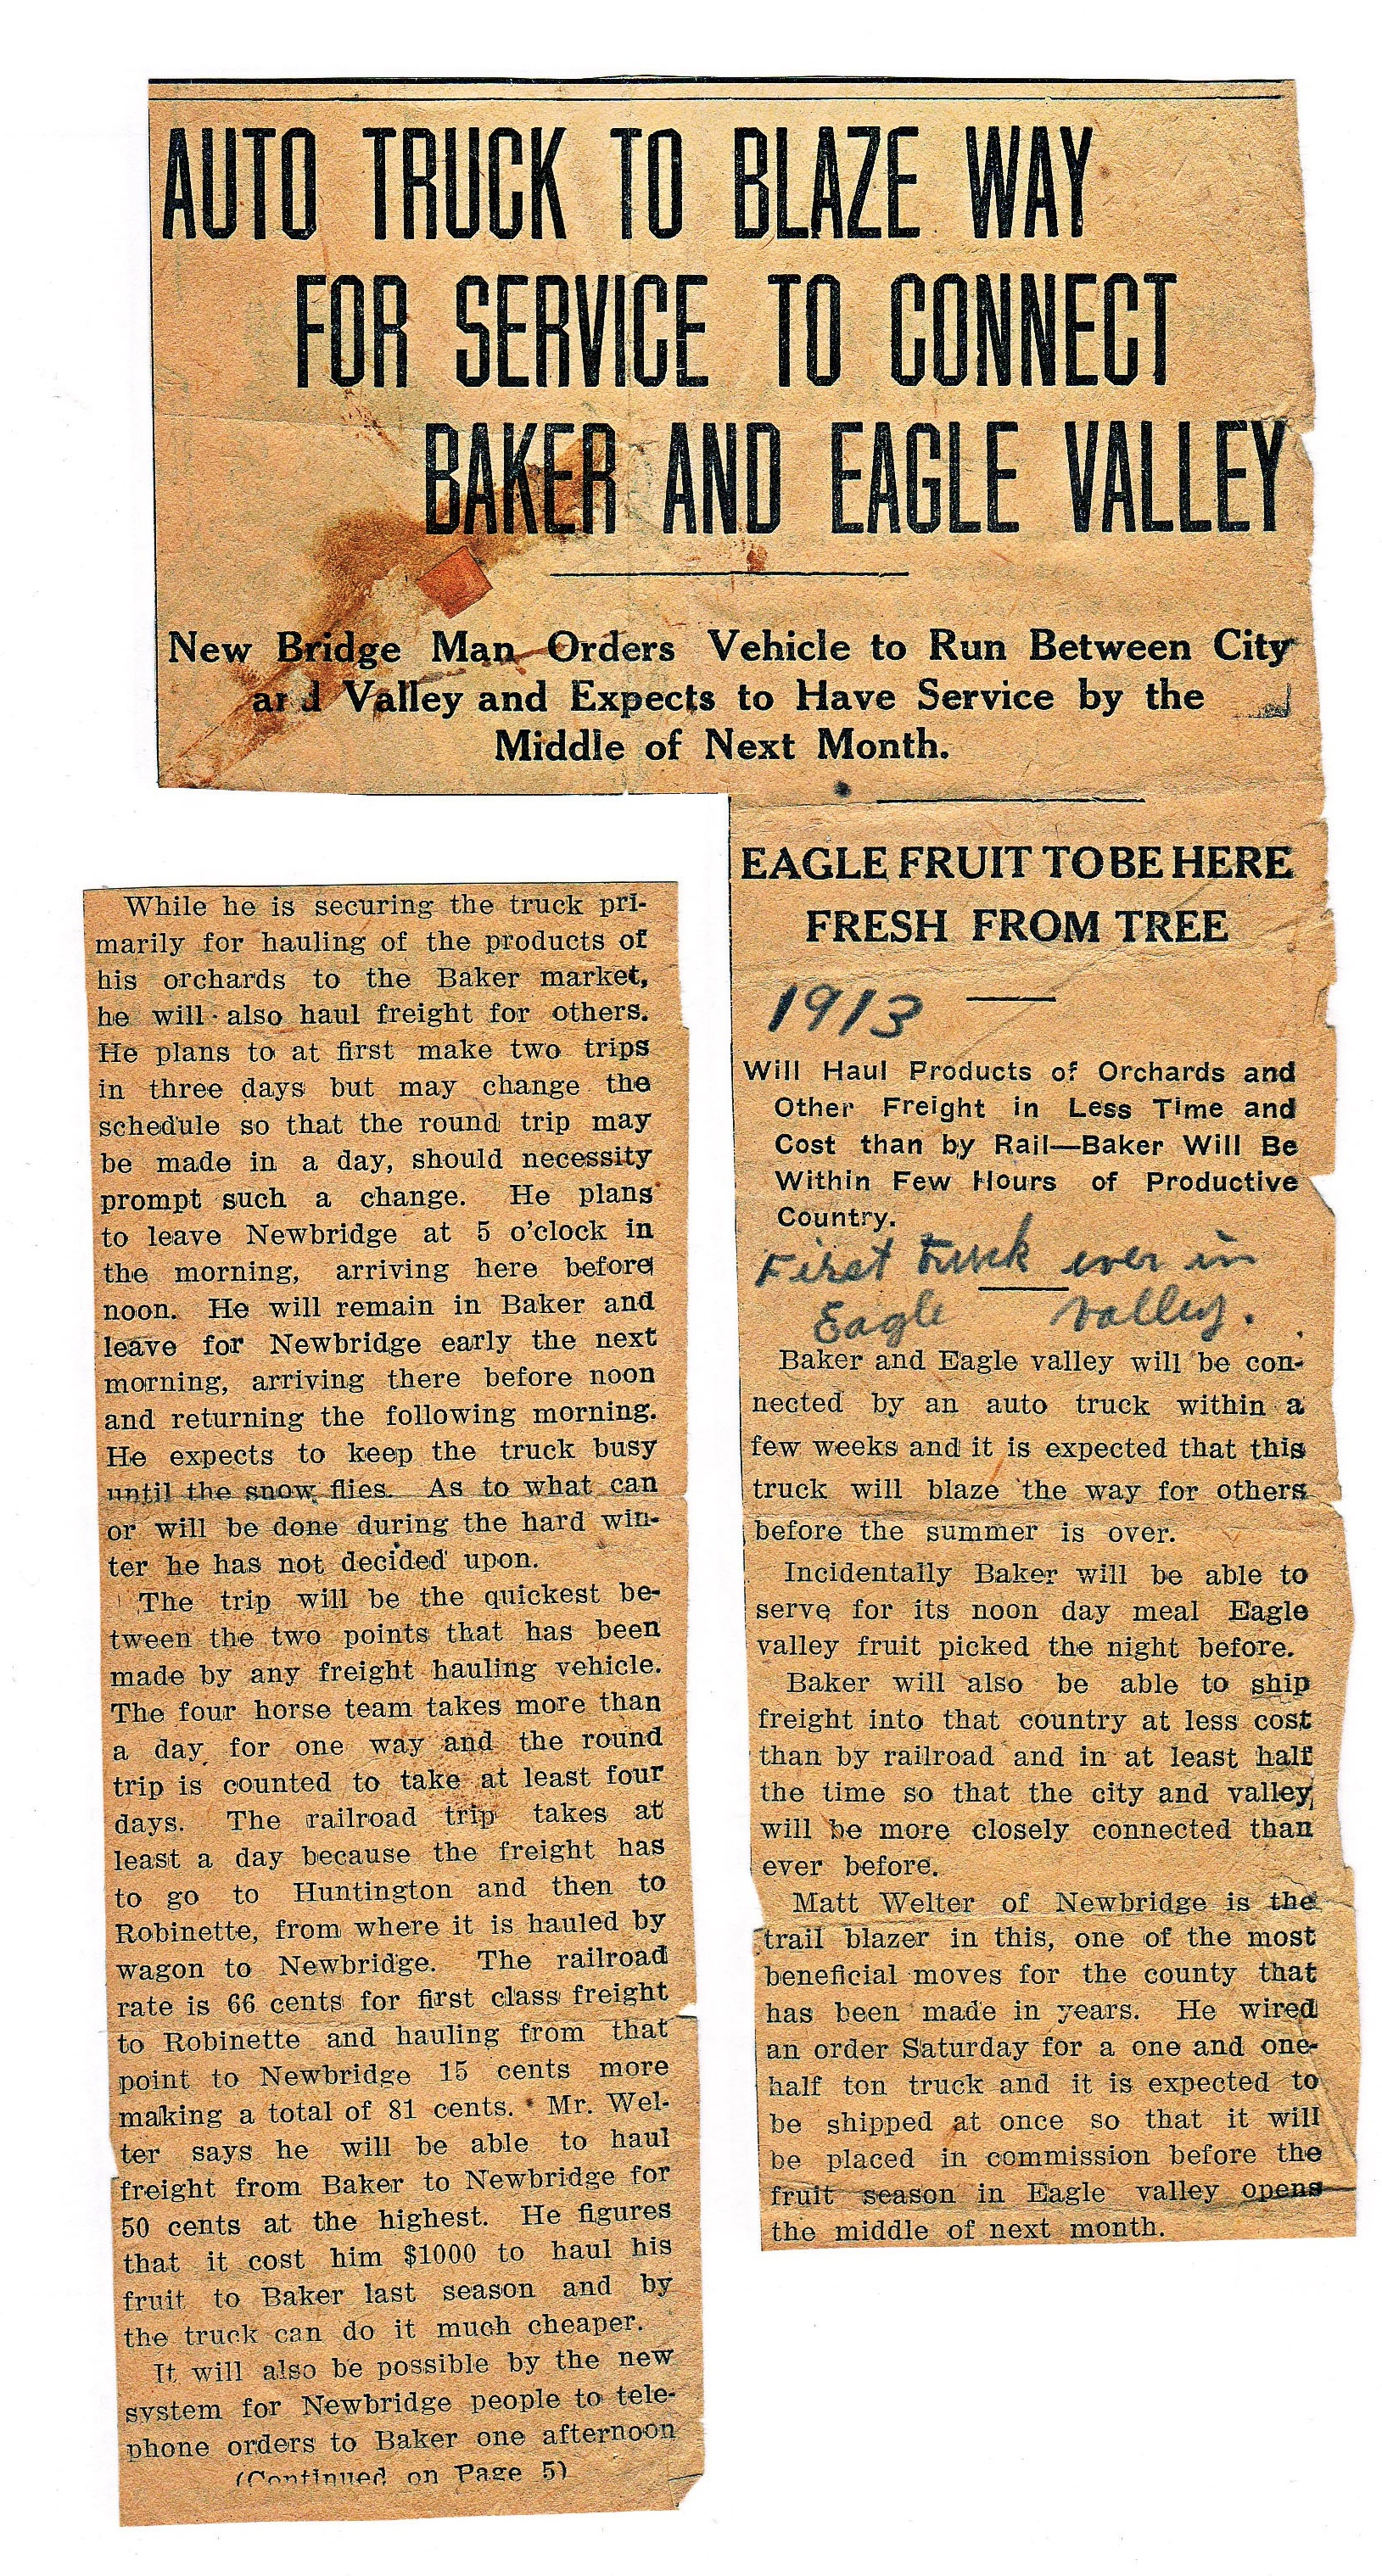 AUTO TRUCK TO BLAZE WAY
FOR SERVICE TO CONNECT
BAKER AND EAGLE VALLEY
New Bridge Man Orders Vehicle to Run Between City
and Valley and Expects to Have Service by the
Middle of Next Month.
EAGLE FRUIT TO BE HERE
FRESH FROM TREE
1913
Will Haul Products of Orchards and
Other Freight in Less Time and
Cost than by Rail—Baker Will Be
Within Few Hours of Productive
Country.
First truck ever in
Eagle valley.
Baker and Eagle valley will be con-
nected by an auto truck within a
few weeks and it is expected that this
truck will blaze the way for others
before the summer is over.
Incidentally Baker will be able to
serve for its noon day meal Eagle
valley fruit picked the night before.
Baker will also be able to ship
freight into that country at less cost
than by railroad and in at least half
the time so that the city and valley
will be more closely connected than
ever before.
Matt Welter of Newbridge is the
trail blazer in this, one of the most
beneficial moves for the county that
has been made in years. He wired
an order Saturday for a one and one-
half ton truck and it is expected to
be shipped at once so that it will
be placed in commission before the
fruit season in Eagle valley opens
the middle of next month.
While he is securing the truck pri-
marily for hauling of the products of
his orchards to the Baker market,
he will also haul freight for others.
He plans to at first make two trips
in three days but may change the
schedule so that the round trip may
be made in a day, should necessity
prompt such a change. He plans
to leave Newbridge at 5 o'clock in
the morning, arriving here before
noon. He will remain in Baker and
leave for Newbridge early the next
morning, arriving there before noon
and returning the following morning.
He expects to keep the truck busy
until the snow flies. As to what can
or will be done during the hard win-
ter he has not decided upon.
The trip will be the quickest be-
tween the two points that has been
made by any freight hauling vehicle.
The four horse team takes more than
a day for one way and the round
trip is counted to take at least four
days. The railroad trip takes at
least a day because the freight has
to go to Huntington and then to
Robinette, from where it is hauled by
wagon to Newbridge. The railroad
rate is 66 cents for first class freight
to Robinette and hauling from that
point to Newbridge 15 cents more
making a total of 81 cents. Mr. Wel-
ter says he will be able to haul
freight from Baker to Newbridge for
50 cents at the highest. He figures
that it cost him $1000 to haul his
fruit to Baker last season and by
the truck can do it much cheaper.
It will also be possible by the new
system for Newbridge people to tele-
phone orders to Baker one afternoon
(Continued on Page 5)